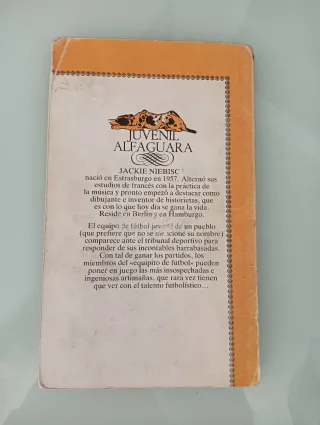 JUVENIL
ALFAGUARA
JACKIE NIEBISC
nació en Estrasburgo en 1957. Alternó sus
estudios de francés con la práctica de
la música y pronto empezó a destacar como
dibujante e inventor de historietas, que
es con lo que hoy día se gana la vida.
Reside en Berlín y en Hamburgo.
El equipo de fútbol juvenil de un pueblo
(que prefiere que no se mencione su nombre)
comparece ante el tribunal deportivo para
responder de sus incontables barrabasadas.
Con tal de ganar los partidos, los
miembros del «equipito de fútbol» pueden
poner en juego las más insospechadas e
ingeniosas artimañas, que rara vez tienen
que ver con el talento futbolístico...